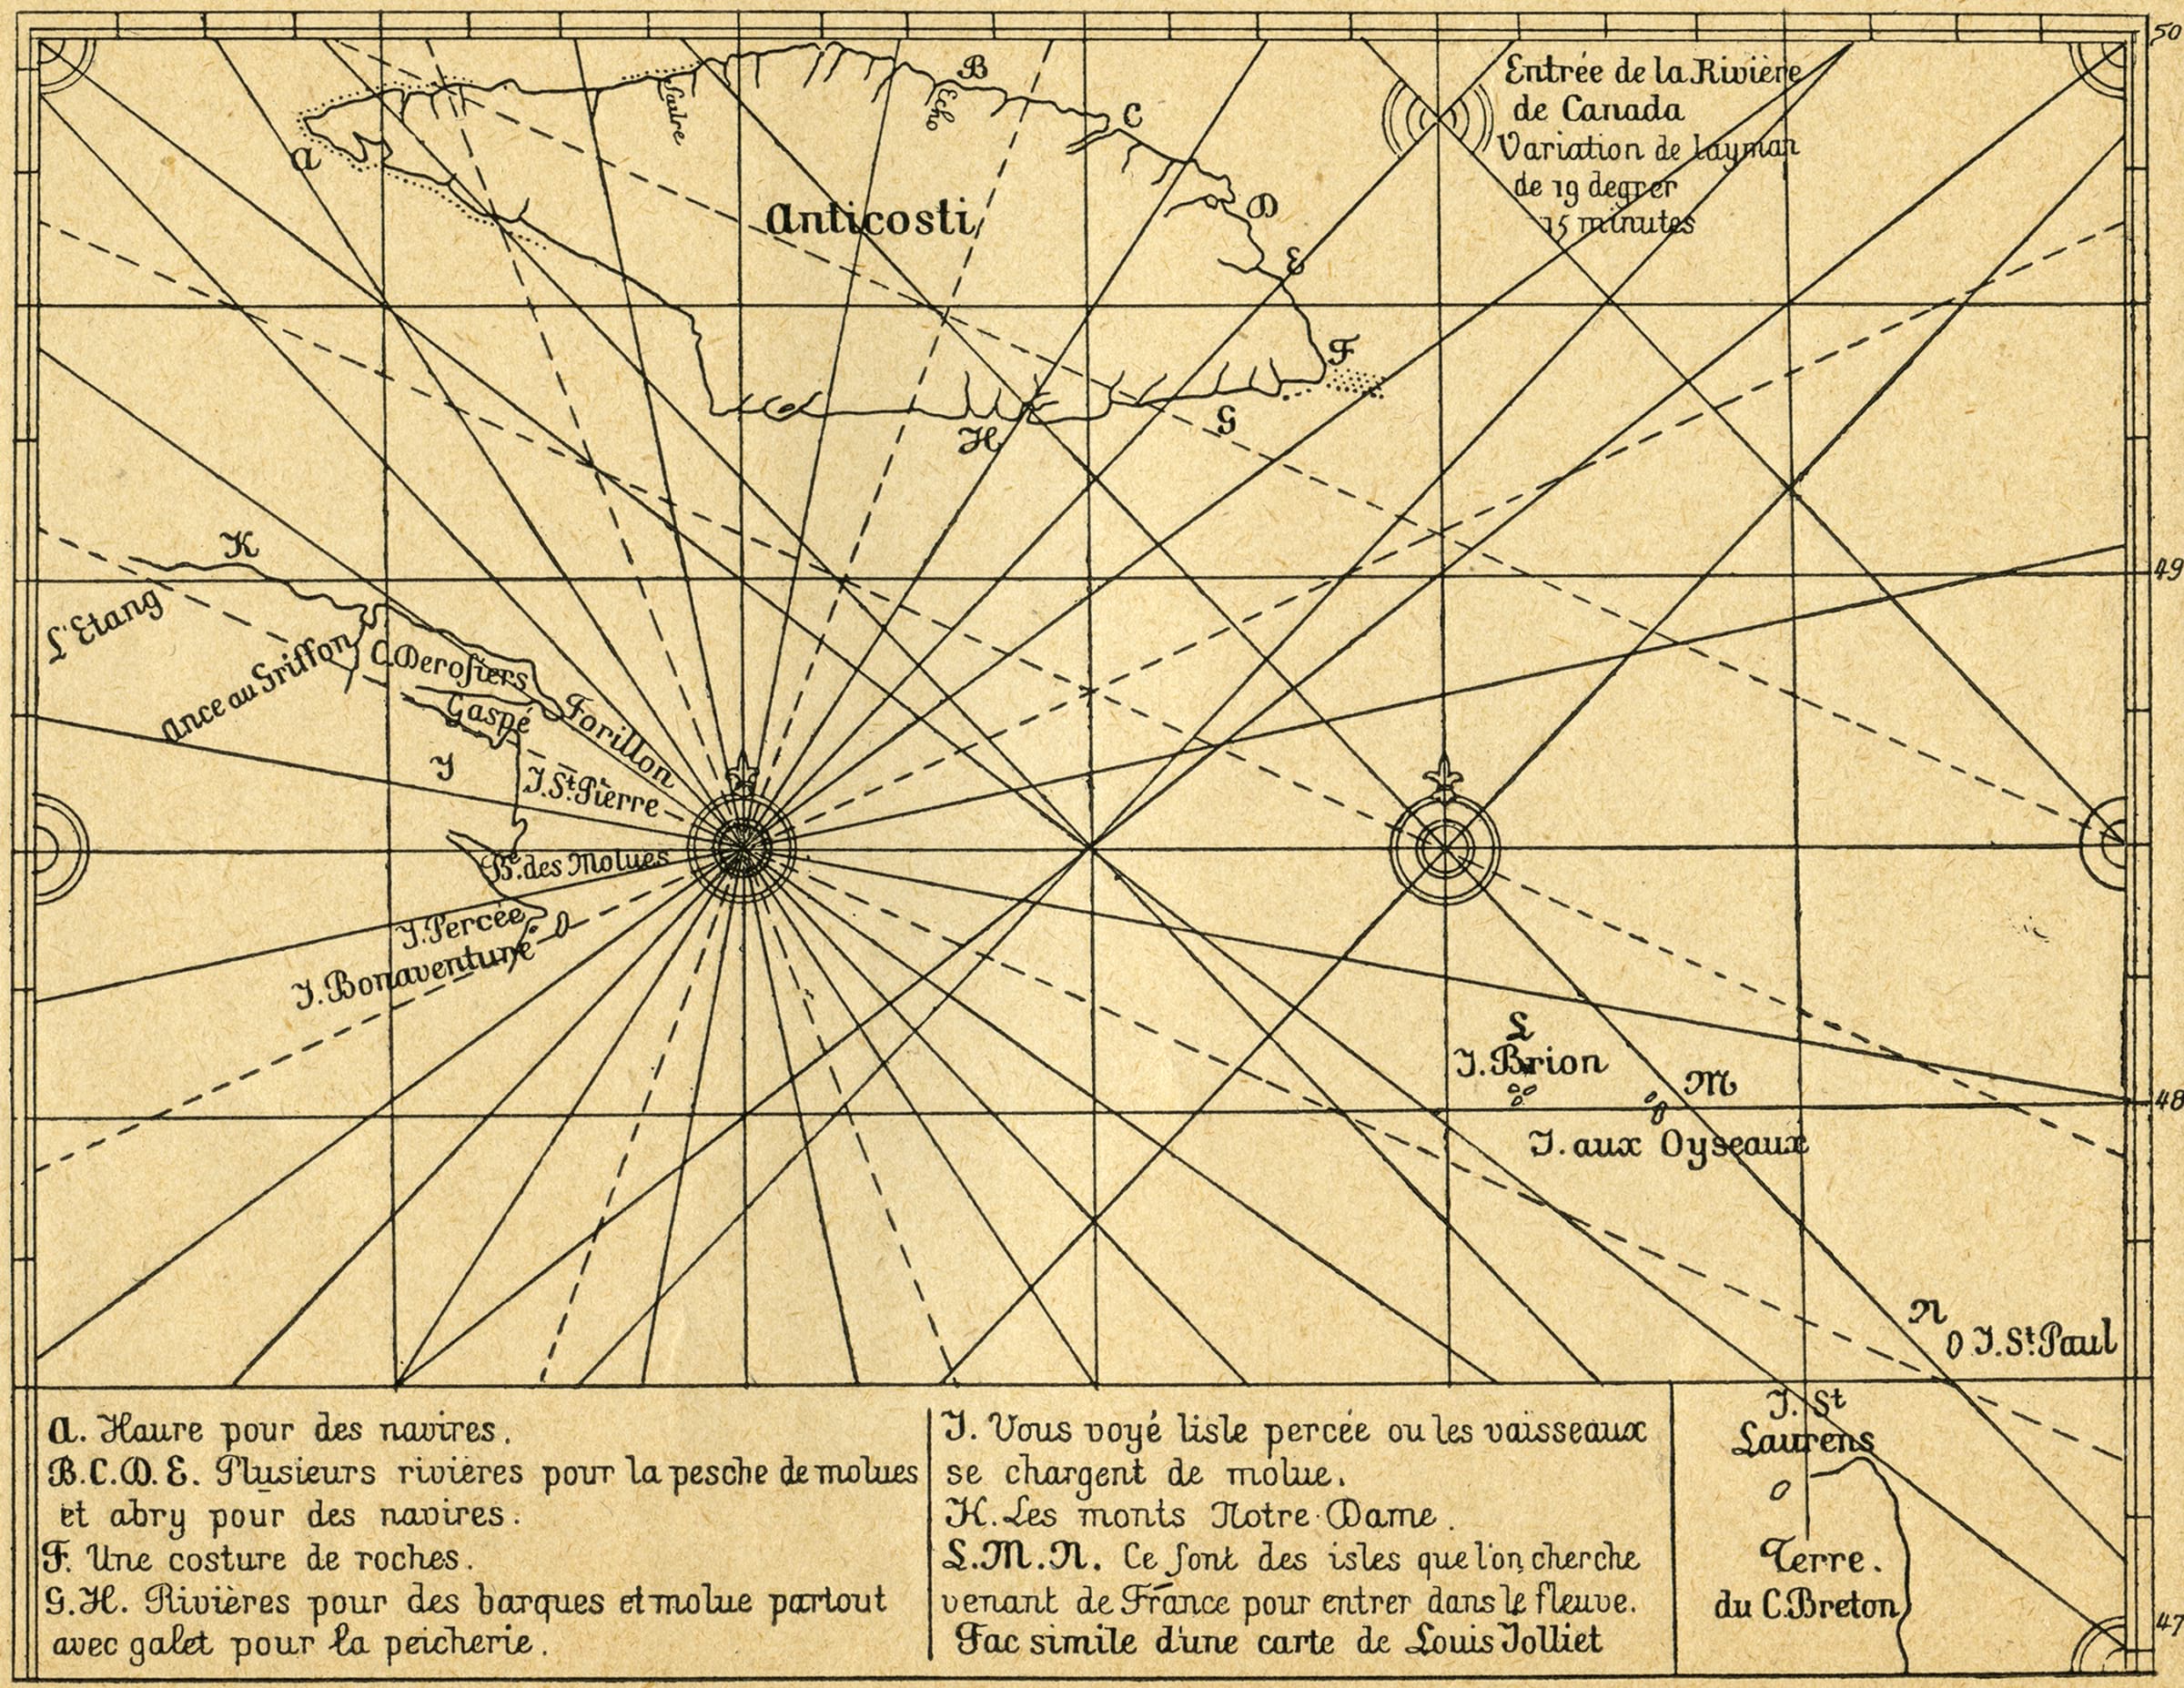 50
Entrée de la Rivière
de Canada
Variation de layman
de 19 degrer
15 minutes
B
Echo
C
a
Anticosti
D
E
F
G
H
K
49
L'Etang
Ance au Griffon
C. Derosiers
Gaspé
Forillon
J
I. St. Pierre
Be. des Molues
I. Percée
I. Bonaventure
L
I. Brion
M
48
I. aux Oyseaux
N
I. St. Paul
A. Haure pour des navires.
B.C.D.E. Plusieurs rivières pour la pesche de molues
et abry pour des navires.
F. Une costure de roches.
G.H. Rivières pour des barques et molue partout
avec galet pour la peicherie.
J. Vous voyé lisle percée ou les vaisseaux
se chargent de molue.
K. Les monts Notre Dame.
L.M.N. Ce sont des isles que l'on cherche
venant de France pour entrer dans le fleuve.
Fac simile d'une carte de Louis Jolliet
I. St
Laurens
Terre.
du C. Breton
47